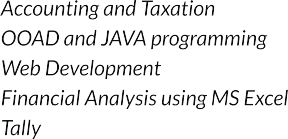 Accounting and Taxation
OOAD and JAVA programming
Web Development
Financial Analysis using MS Excel
Tally